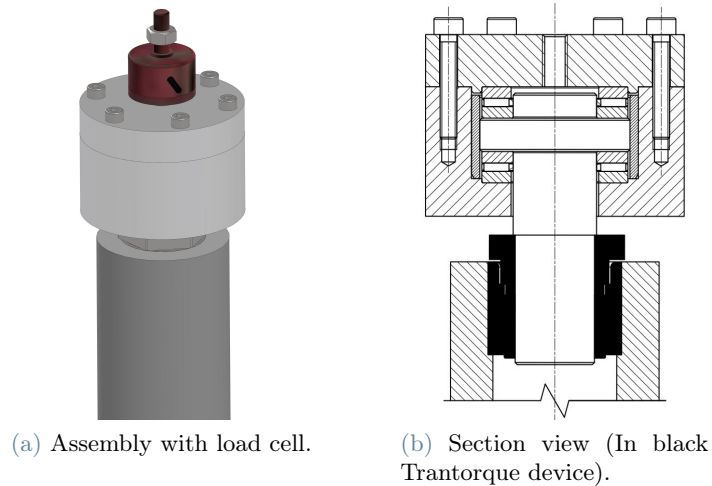 (a) Assembly with load cell.
(b) Section view (In black
Trantorque device).